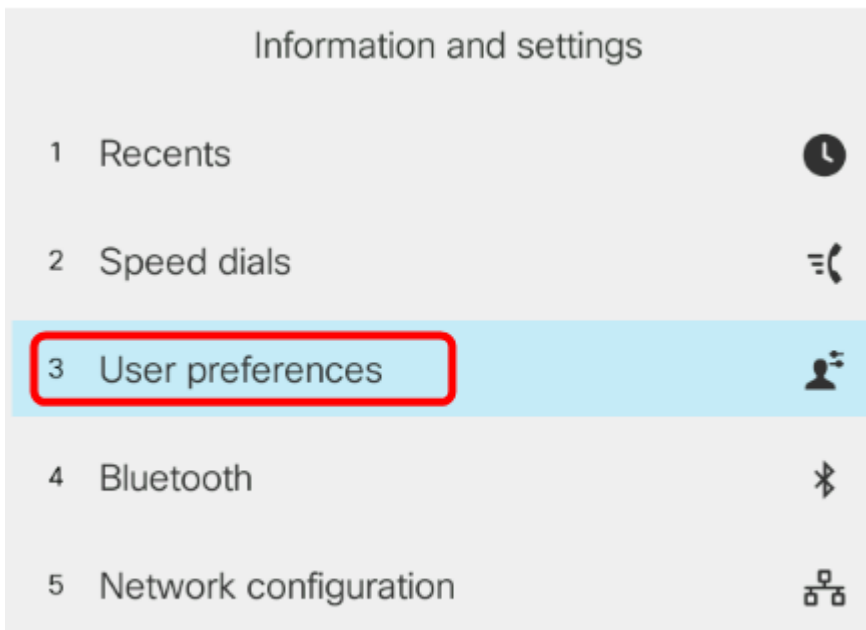 Information and settings
1 Recents
2 Speed dials
3 User preferences
4 Bluetooth
5 Network configuration